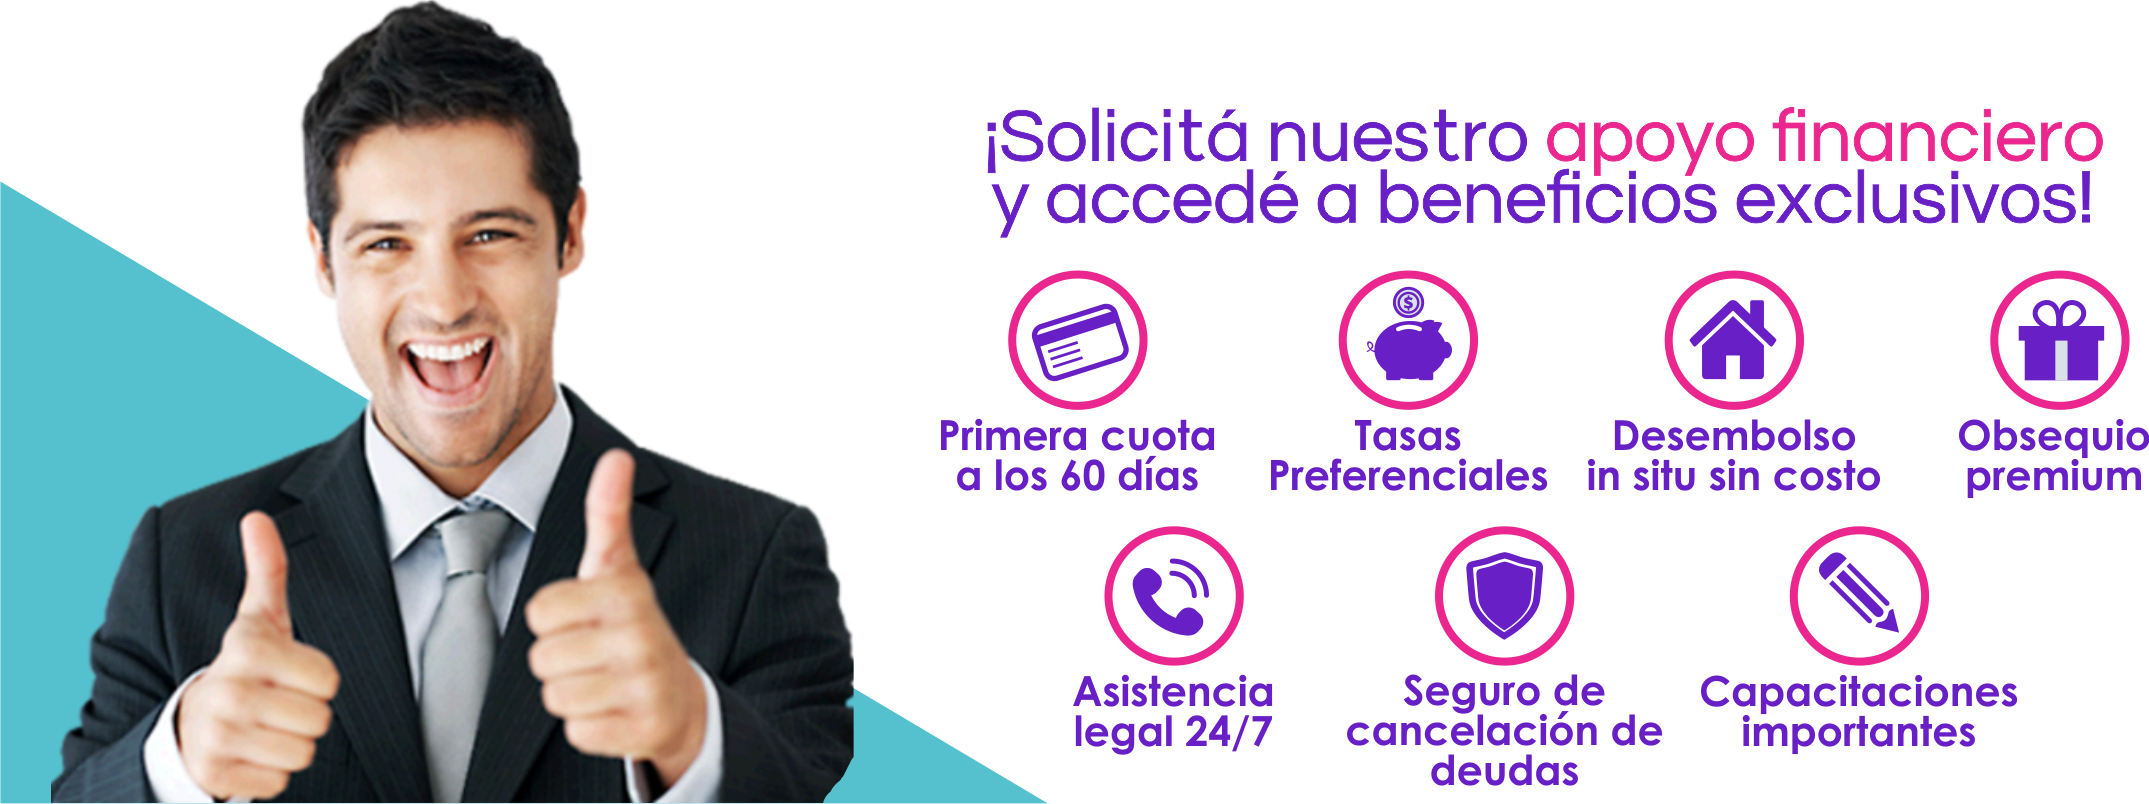 ¡Solicitá nuestro apoyo financiero
y accedé a beneficios exclusivos!
Primera cuota
a los 60 días
Tasas
Preferenciales
Desembolso
in situ sin costo
Obsequio
premium
Asistencia
legal 24/7
Seguro de
cancelación de
deudas
Capacitaciones
importantes